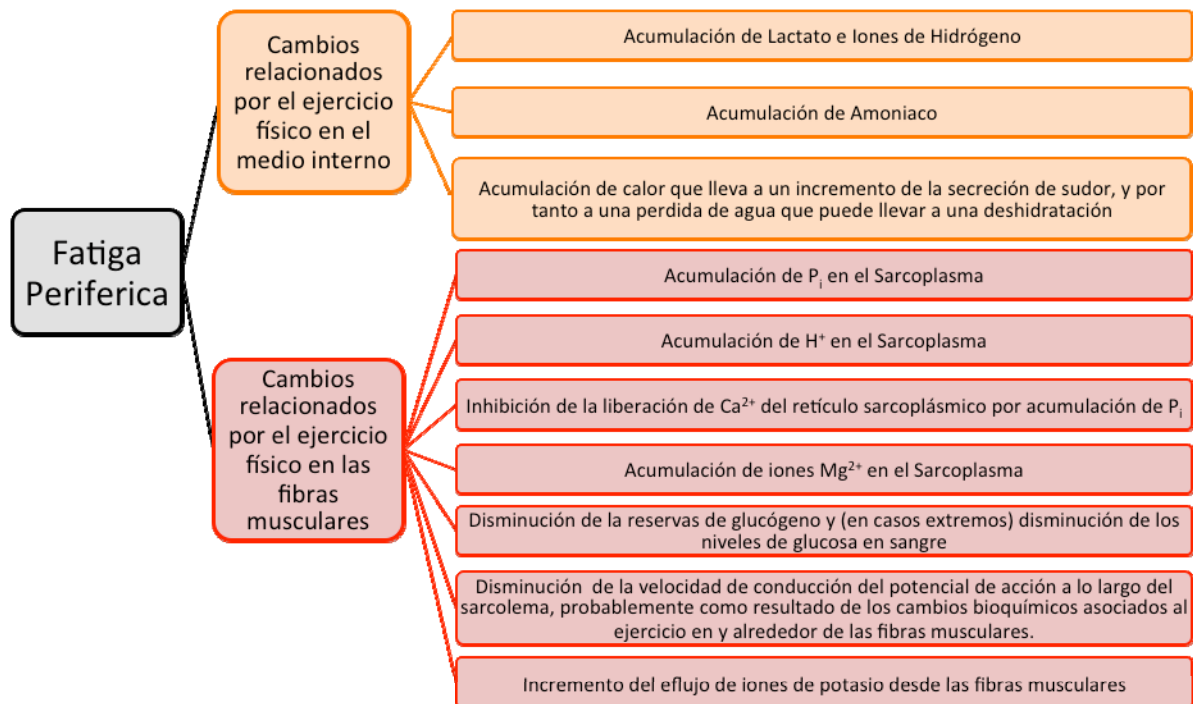 Fatiga
Periferica
Cambios
relacionados
por el ejercicio
físico en el
medio interno
Acumulación de Lactato e Iones de Hidrógeno
Acumulación de Amoniaco
Acumulación de calor que lleva a un incremento de la secreción de sudor, y por
tanto a una perdida de agua que puede llevar a una deshidratación
Cambios
relacionados
por el ejercicio
físico en las
fibras
musculares
Acumulación de Pi en el Sarcoplasma
Acumulación de H⁺ en el Sarcoplasma
Inhibición de la liberación de Ca²⁺ del retículo sarcoplásmico por acumulación de Pi
Acumulación de iones Mg²⁺ en el Sarcoplasma
Disminución de la reservas de glucógeno y (en casos extremos) disminución de los
niveles de glucosa en sangre
Disminución de la velocidad de conducción del potencial de acción a lo largo del
sarcolema, probablemente como resultado de los cambios bioquímicos asociados al
ejercicio en y alrededor de las fibras musculares.
Incremento del eflujo de iones de potasio desde las fibras musculares